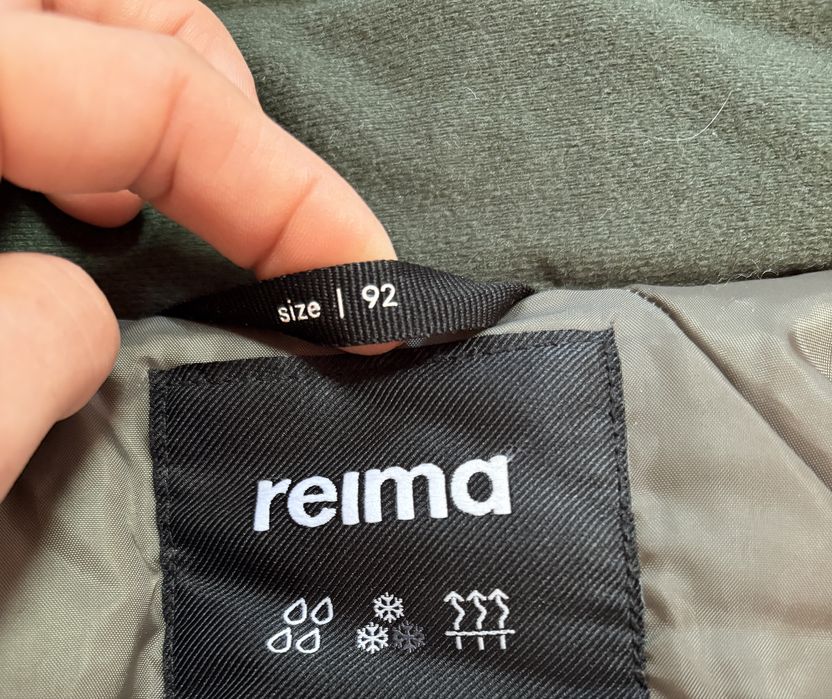 size | 92
reima